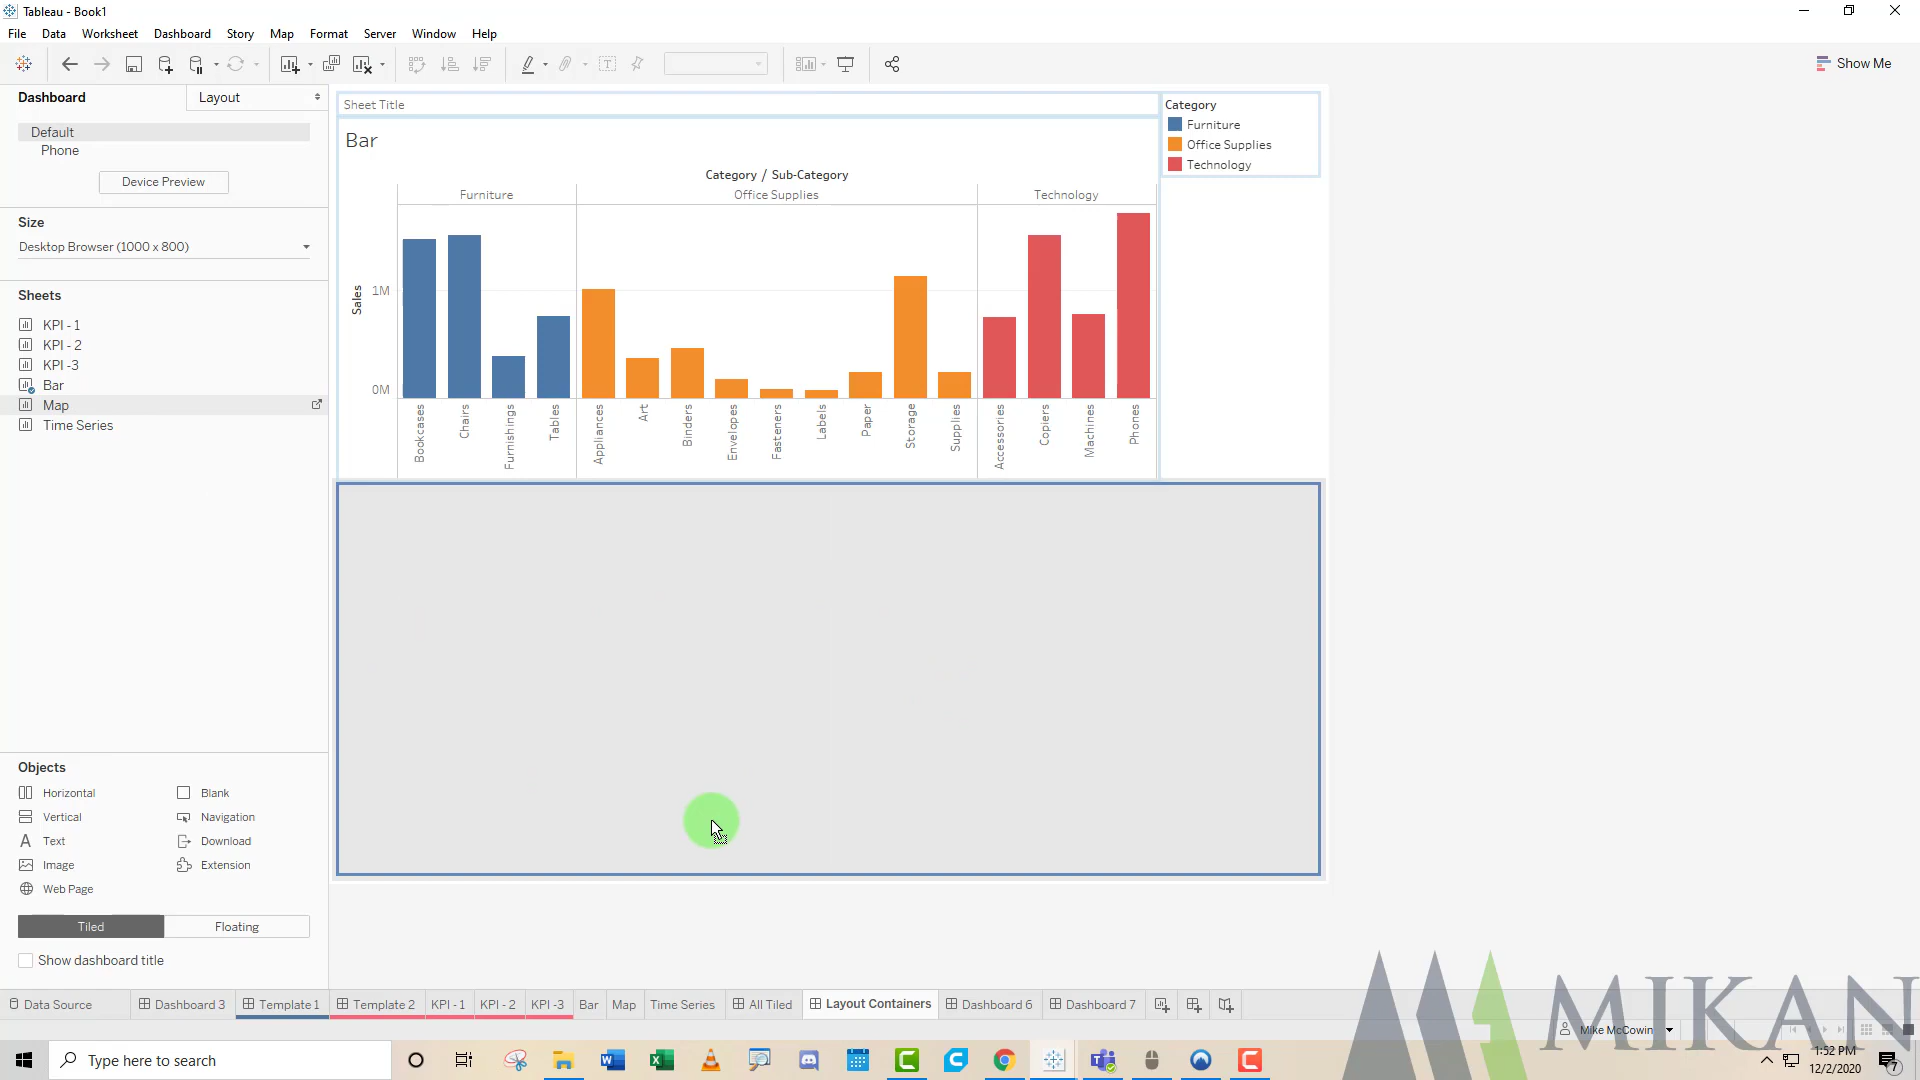 Tableau - Book1
File Data Worksheet Dashboard Story Map Format Server Window Help
Show Me
Dashboard Layout
Default
Phone
Device Preview
Size
Desktop Browser (1000 x 800)
Sheets
KPI - 1
KPI - 2
KPI -3
Bar
Map
Time Series
Objects
Horizontal Blank
Vertical Navigation
Text Download
Image Extension
Web Page
Tiled Floating
Show dashboard title
Sheet Title
Bar
Category / Sub-Category
Furniture Office Supplies Technology
Sales
1M
0M
Bookcases Chairs Furnishings Tables Appliances Art Binders Envelopes Fasteners Labels Paper Storage Supplies Accessories Copiers Machines Phones
Category
Furniture
Office Supplies
Technology
Data Source Dashboard 3 Template 1 Template 2 KPI - 1 KPI - 2 KPI -3 Bar Map Time Series All Tiled Layout Containers Dashboard 6 Dashboard 7
MIKAN
Mike McCowin
Type here to search
1:52 PM
12/2/2020
7